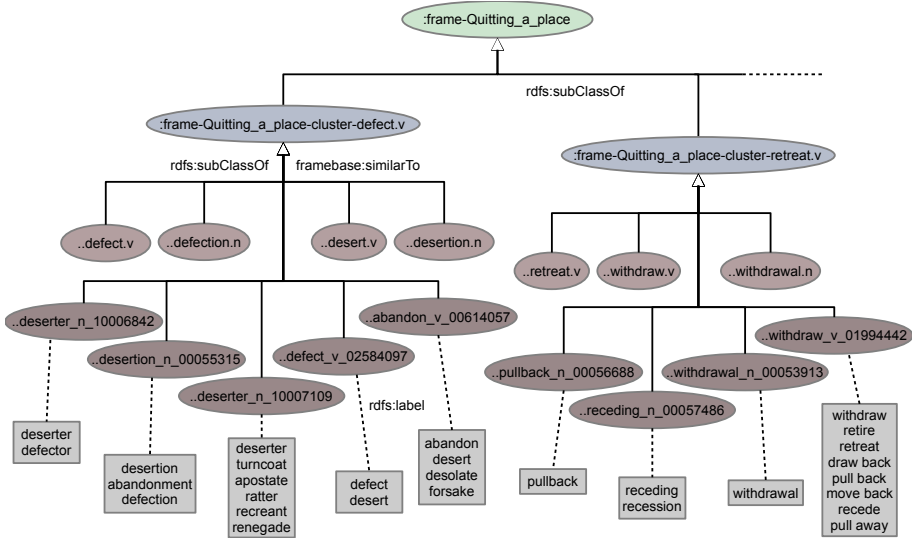 :frame-Quitting_a_place
rdfs:subClassOf
:frame-Quitting_a_place-cluster-defect.v
:frame-Quitting_a_place-cluster-retreat.v
rdfs:subClassOf
framebase:similarTo
..defect.v
..defection.n
..desert.v
..desertion.n
..retreat.v
..withdraw.v
..withdrawal.n
..deserter_n_10006842
..abandon_v_00614057
..desertion_n_00055315
..defect_v_02584097
..deserter_n_10007109
..withdraw_v_01994442
..pullback_n_00056688
..withdrawal_n_00053913
..receding_n_00057486
rdfs:label
deserter
defector
desertion
abandonment
defection
deserter
turncoat
apostate
ratter
recreant
renegade
defect
desert
abandon
desert
desolate
forsake
pullback
receding
recession
withdrawal
withdraw
retire
retreat
draw back
pull back
move back
recede
pull away